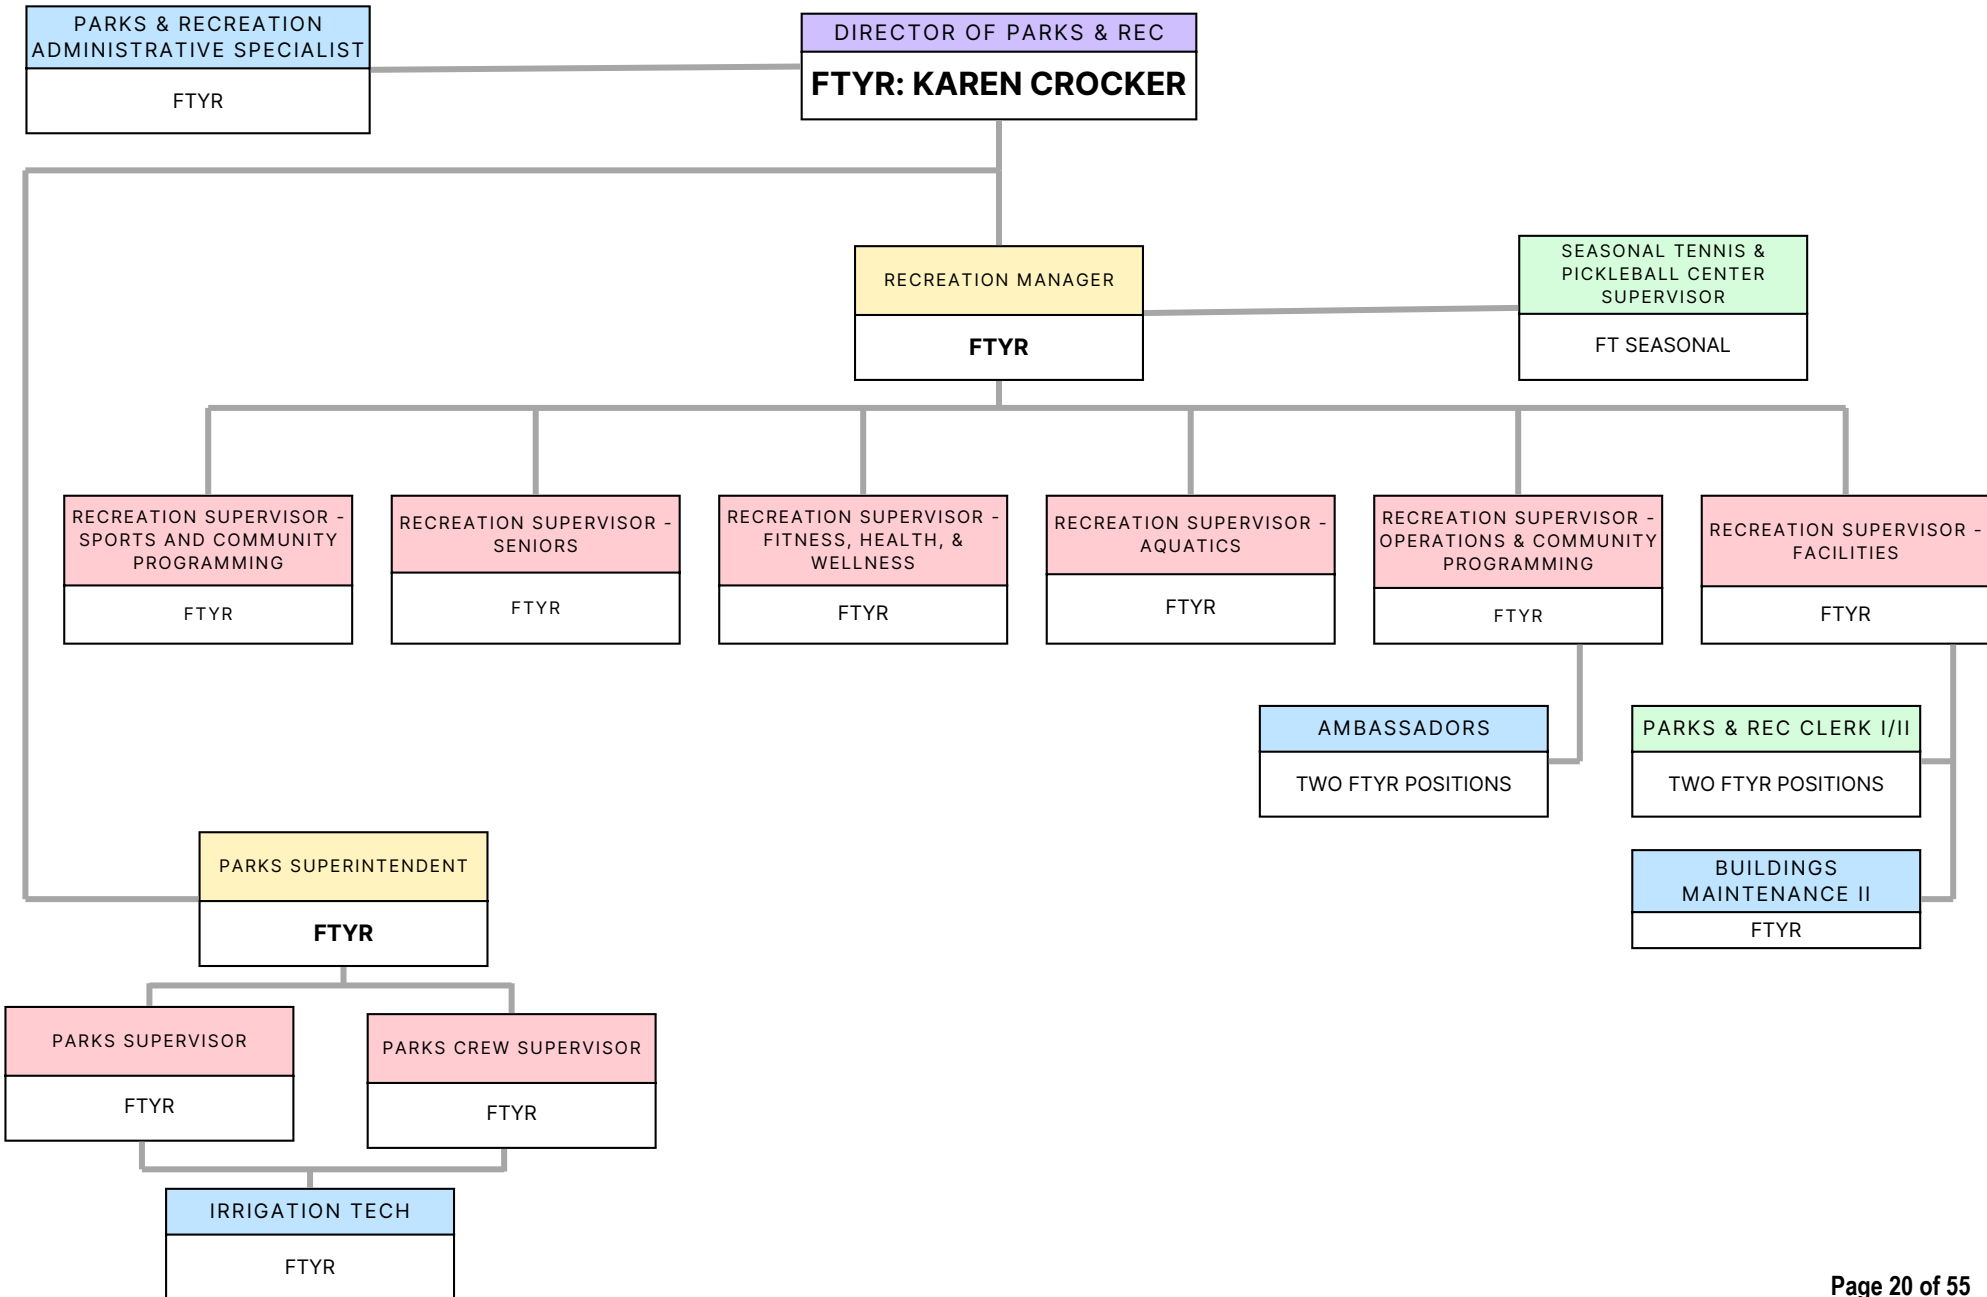 PARKS & RECREATION
ADMINISTRATIVE SPECIALIST
FTYR
DIRECTOR OF PARKS & REC
FTYR: KAREN CROCKER
RECREATION MANAGER
FTYR
SEASONAL TENNIS &
PICKLEBALL CENTER
SUPERVISOR
FT SEASONAL
RECREATION SUPERVISOR -
SPORTS AND COMMUNITY
PROGRAMMING
FTYR
RECREATION SUPERVISOR -
SENIORS
FTYR
RECREATION SUPERVISOR -
FITNESS, HEALTH, &
WELLNESS
FTYR
RECREATION SUPERVISOR -
AQUATICS
FTYR
RECREATION SUPERVISOR -
OPERATIONS & COMMUNITY
PROGRAMMING
FTYR
RECREATION SUPERVISOR -
FACILITIES
FTYR
AMBASSADORS
TWO FTYR POSITIONS
PARKS & REC CLERK I/II
TWO FTYR POSITIONS
BUILDINGS
MAINTENANCE II
FTYR
PARKS SUPERINTENDENT
FTYR
PARKS SUPERVISOR
FTYR
PARKS CREW SUPERVISOR
FTYR
IRRIGATION TECH
FTYR
Page 20 of 55